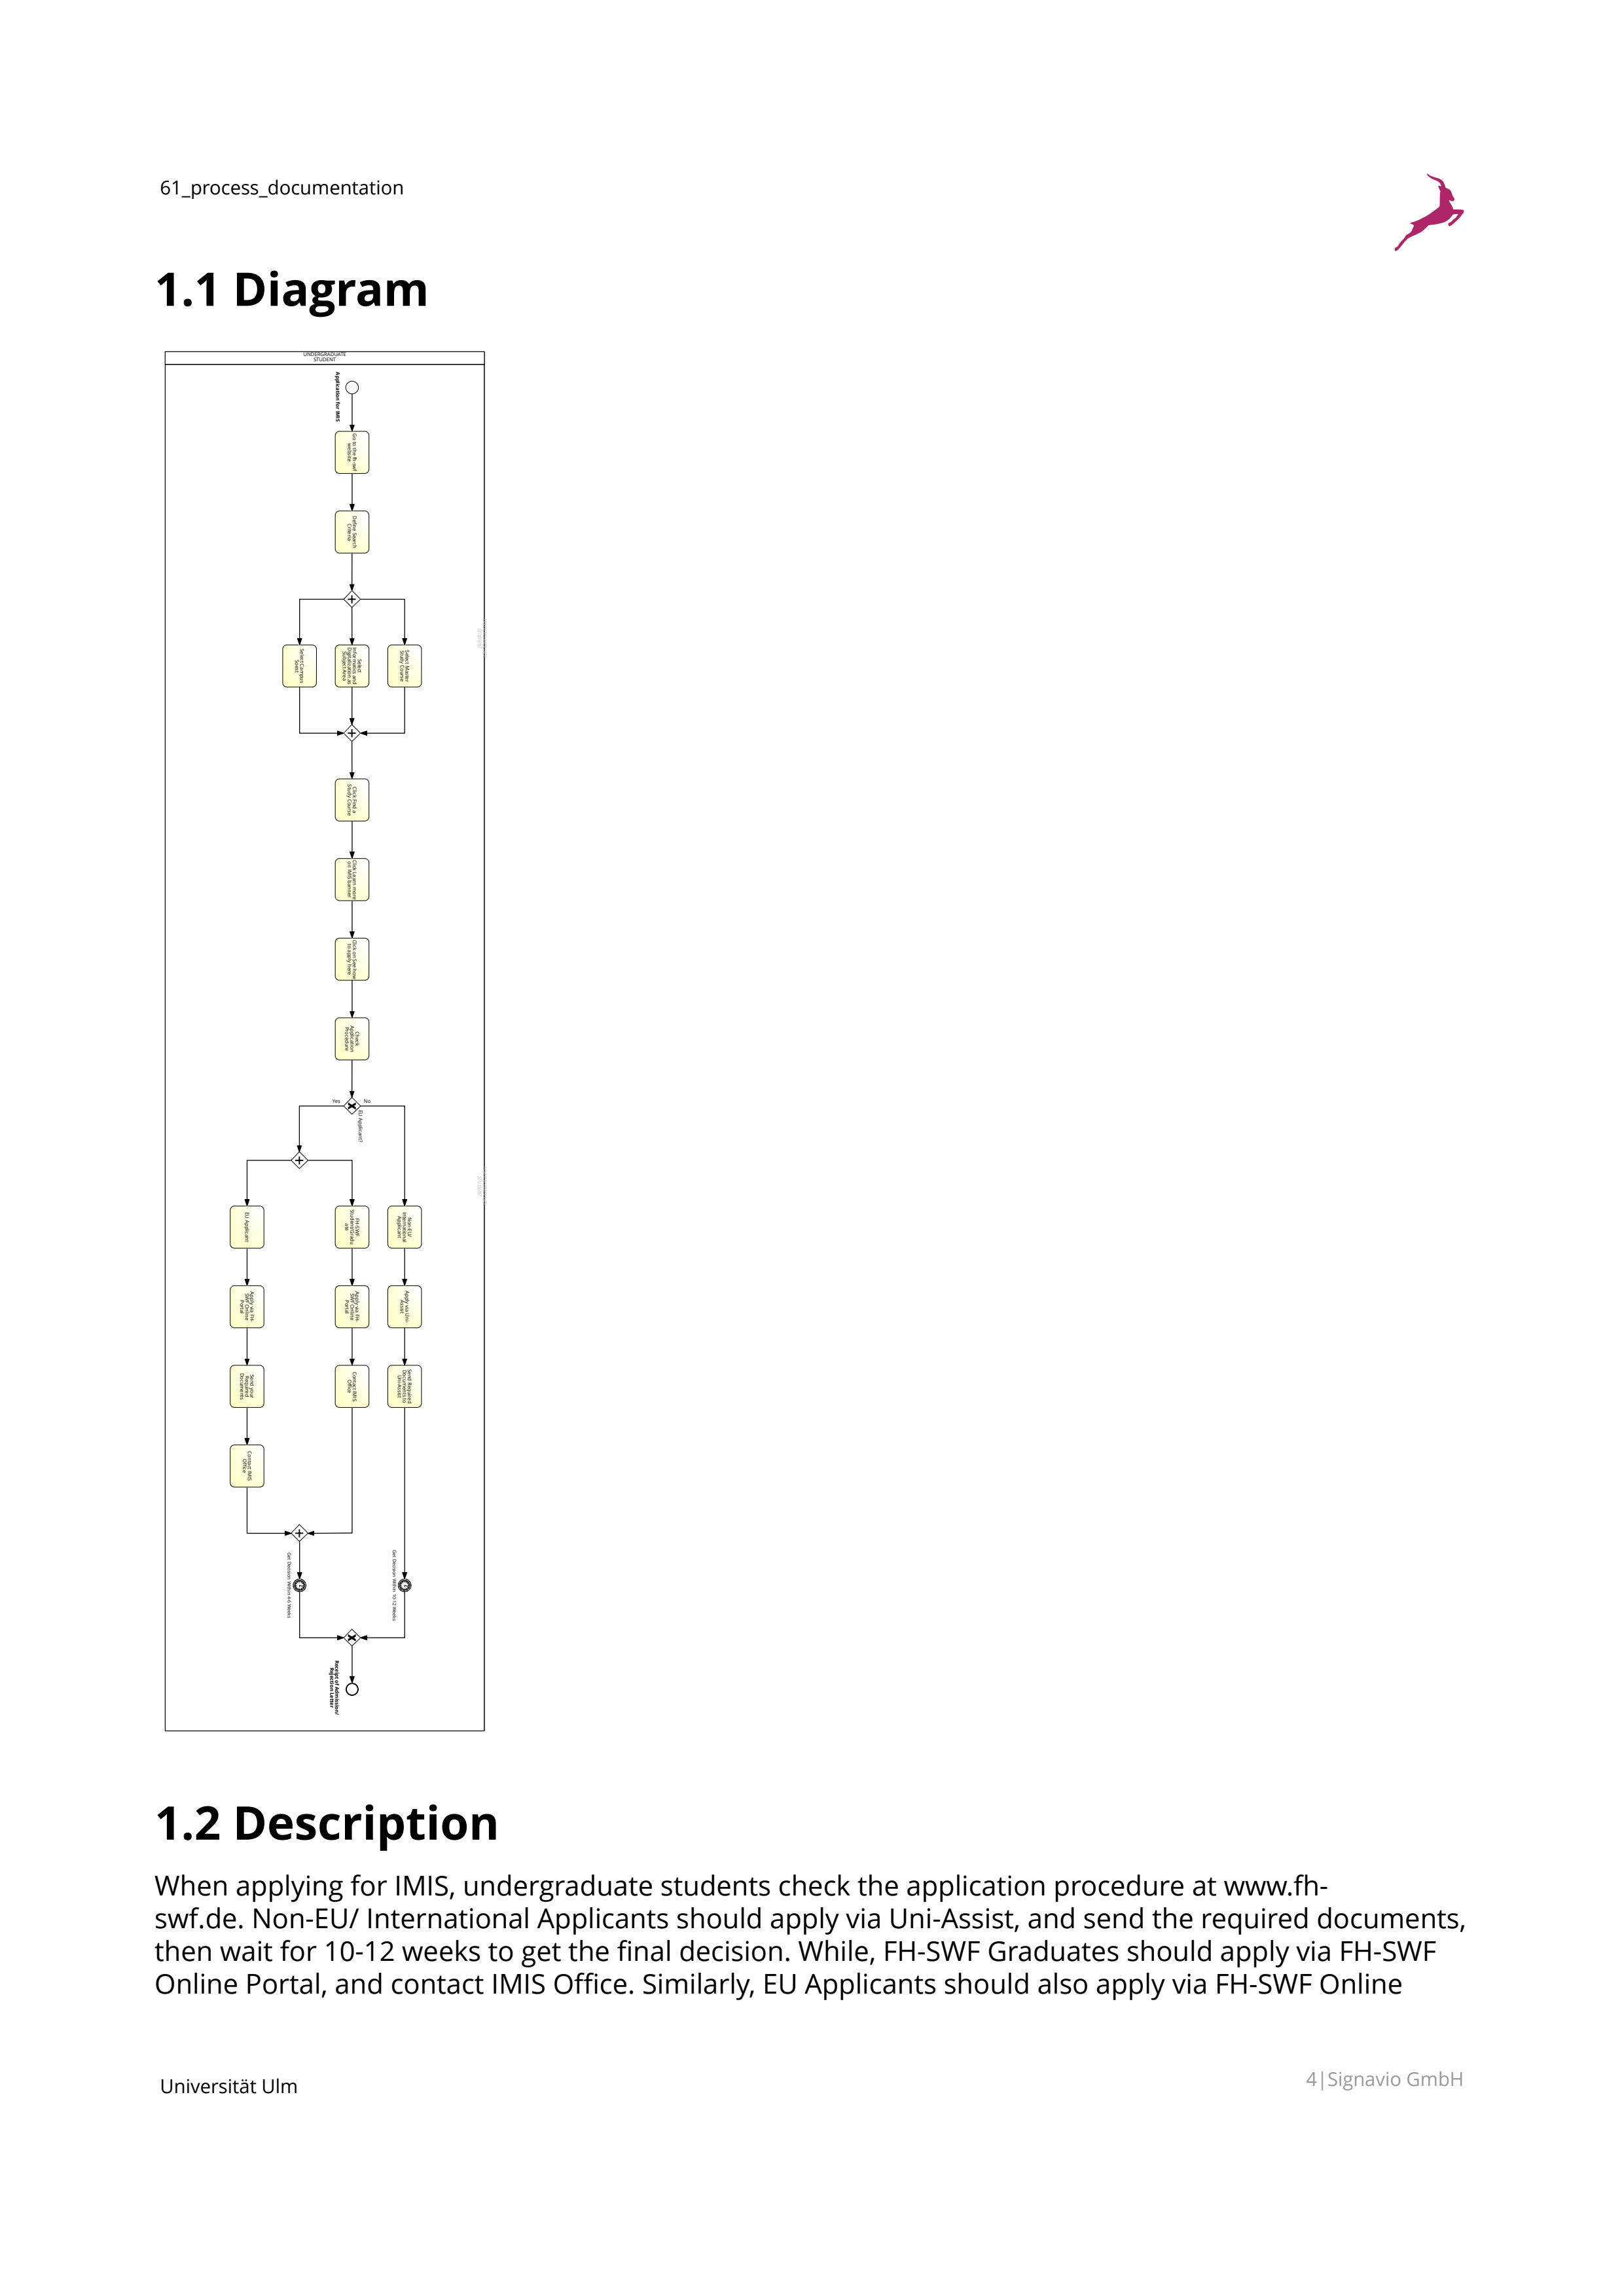 61_process_documentation
1.1 Diagram
UNDERGRADUATE
STUDENT
Application for IMIS
Go to the fh-swf
website
Define Search
Criteria
Select Campus
Soest
Select
Informatics and
Digitalization as
Subject Area
Select Master
Study Course
Click Find a
Study Course
Click Learn more
on IMIS banner
Click on See how
to apply here
Check
Application
Procedure
Yes
No
EU Applicant?
EU Applicant
FH-SWF
Student/Gradu
ate
Non-EU/
International
Applicant
Apply via FH-
SWF Online
Portal
Apply via FH-
SWF Online
Portal
Apply via Uni-
Assist
Send your
Required
Documents
Contact IMIS
Office
Send Required
Documents to
Uni-Assist
Contact IMIS
Office
Get Decision Within 4-6 Weeks
Get Decision Within 10-12 Weeks
Receipt of Admission/
Rejection Letter
1.2 Description
When applying for IMIS, undergraduate students check the application procedure at www.fh-
swf.de. Non-EU/ International Applicants should apply via Uni-Assist, and send the required documents,
then wait for 10-12 weeks to get the final decision. While, FH-SWF Graduates should apply via FH-SWF
Online Portal, and contact IMIS Office. Similarly, EU Applicants should also apply via FH-SWF Online
Universität Ulm
4|Signavio GmbH